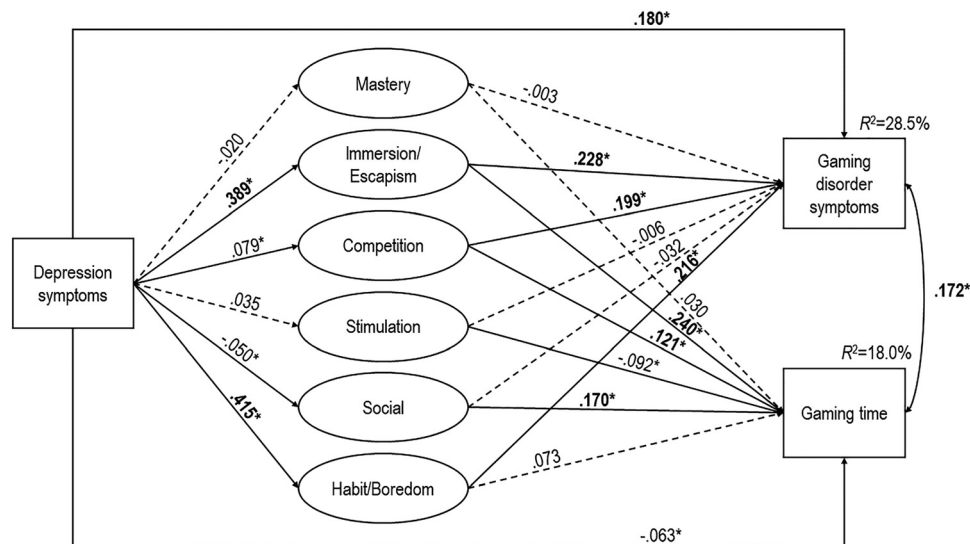 .180*
Mastery
-.003
R²=28.5%
-.020
Immersion/
Escapism
.228*
Gaming
disorder
symptoms
.389*
.199*
Competition
.079*
-.006
-.032
.216*
Depression
symptoms
.172*
.035
-.030
Stimulation
.240*
.121*
R²=18.0%
-.050*
-.092*
Social
.170*
Gaming time
.415*
.073
Habit/Boredom
-.063*